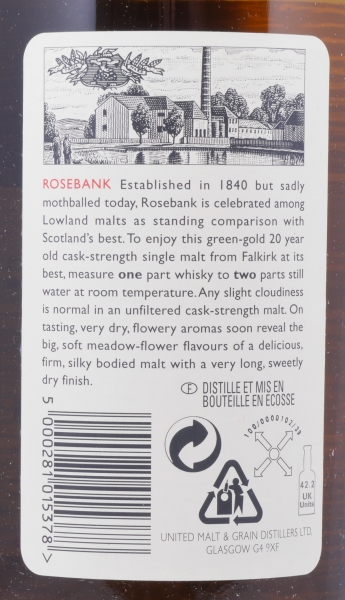 ROSEBANK Established in 1840 but sadly
mothballed today, Rosebank is celebrated among
Lowland malts as standing comparison with
Scotland's best. To enjoy this green-gold 20 year
old cask-strength single malt from Falkirk at its
best, measure one part whisky to two parts still
water at room temperature. Any slight cloudiness
is normal in an unfiltered cask-strength malt. On
tasting, very dry, flowery aromas soon reveal the
big, soft meadow-flower flavours of a delicious,
firm, silky bodied malt with a very long, sweetly
dry finish.
F DISTILLE ET MIS EN
BOUTEILLE EN ECOSSE
5 000281 015378 >
100/0000102/39
42.2
UK
Units
UNITED MALT & GRAIN DISTILLERS LTD.
GLASGOW G4 9XF